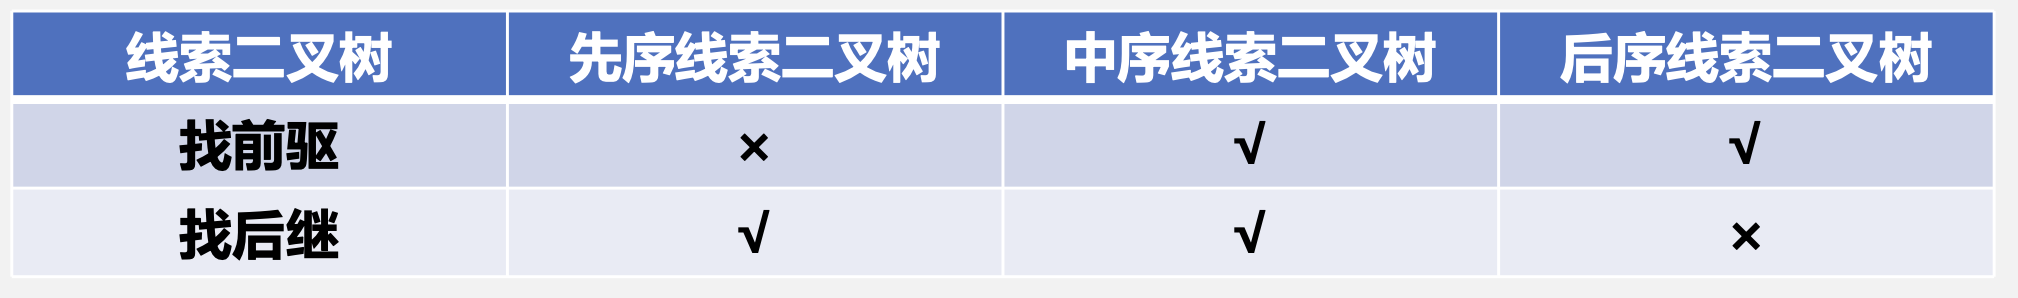 线索二叉树 先序线索二叉树 中序线索二叉树 后序线索二叉树
找前驱 × √ √
找后继 √ √ ×